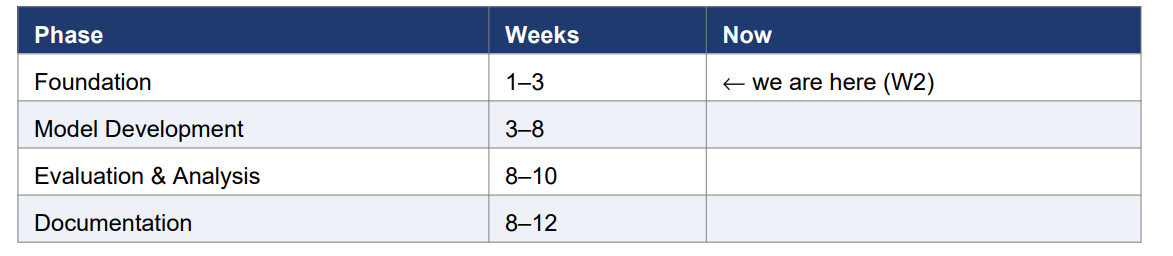 Phase Weeks Now
Foundation 1–3 ← we are here (W2)
Model Development 3–8
Evaluation & Analysis 8–10
Documentation 8–12